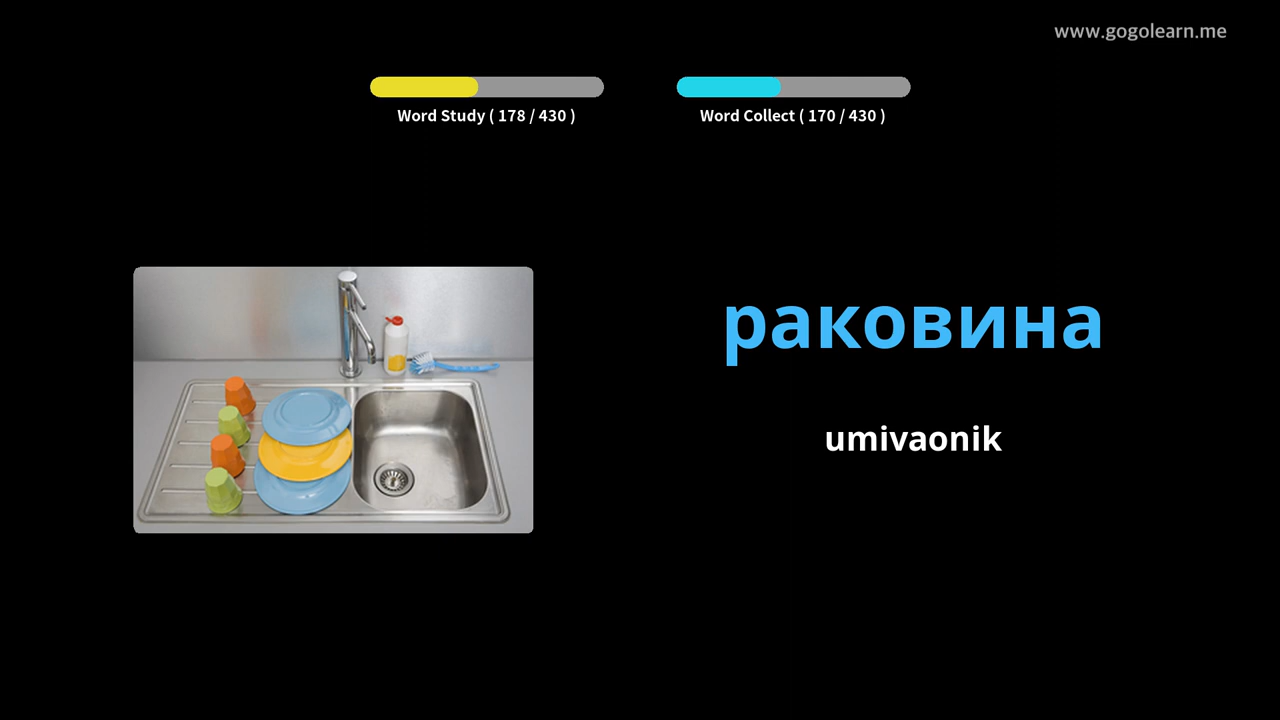 www.gogolearn.me
Word Study ( 178 / 430 )
Word Collect ( 170 / 430 )
раковина
umivaonik